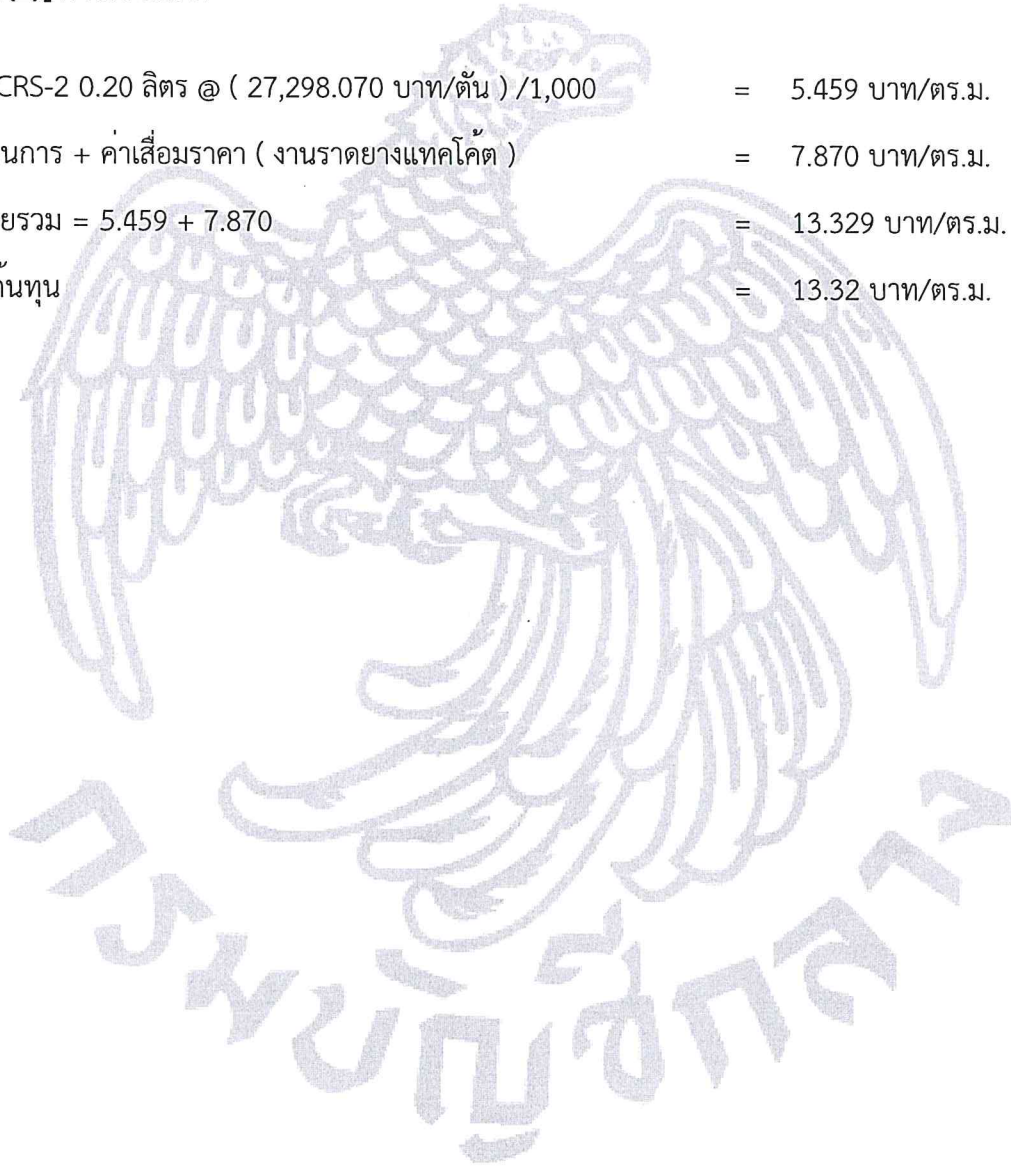 CRS-2 0.20 ลิตร @ ( 27,298.070 บาท/ตัน ) /1,000 = 5.459 บาท/ตร.ม.
นการ + ค่าเสื่อมราคา ( งานราดยางแทคโค้ต ) = 7.870 บาท/ตร.ม.
ยรวม = 5.459 + 7.870 = 13.329 บาท/ตร.ม.
้นทุน = 13.32 บาท/ตร.ม.
กรมบัญชีกลาง